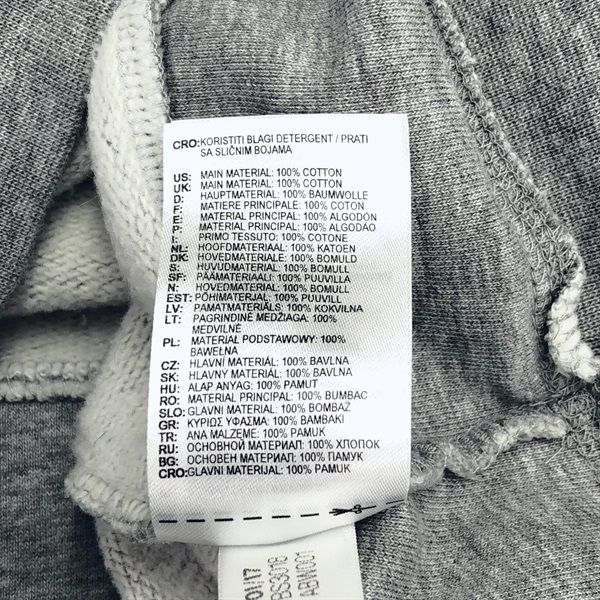 CRO:KORISTITI BLAGI DETERGENT / PRATI
SA SLIČNIM BOJAMA
US: MAIN MATERIAL: 100% COTTON
UK: MAIN MATERIAL: 100% COTTON
D: HAUPTMATERIAL: 100% BAUMWOLLE
F: MATIERE PRINCIPALE: 100% COTON
E: MATERIAL PRINCIPAL: 100% ALGODÓN
P: MATERIAL PRINCIPAL: 100% ALGODÃO
I: PRIMO TESSUTO: 100% COTONE
NL: HOOFDMATERIAAL: 100% KATOEN
DK: HOVEDMATERIALE: 100% BOMULD
S: HUVUDMATERIAL: 100% BOMULL
SF: PÄÄMATERIAALI: 100% PUUVILLA
N: HOVEDMATERIAL: 100% BOMULL
EST: PÕHIMATERJAL: 100% PUUVILL
LV: PAMATMATERIĀLS: 100% KOKVILNA
LT: PAGRINDINĖ MEDŽIAGA: 100%
MEDVILNĖ
PL: MATERIAŁ PODSTAWOWY: 100%
BAWEŁNA
CZ: HLAVNÍ MATERIÁL: 100% BAVLNA
SK: HLAVNÝ MATERIÁL: 100% BAVLNA
HU: ALAP ANYAG: 100% PAMUT
RO: MATERIAL PRINCIPAL: 100% BUMBAC
SLO: GLAVNI MATERIAL: 100% BOMBAŽ
GR: ΚΥΡΙΟΣ ΥΦΑΣΜΑ: 100% ΒΑΜΒΑΚΙ
TR: ANA MALZEME: 100% PAMUK
RU: ОСНОВНОЙ МАТЕРИАЛ: 100% ХЛОПОК
BG: ОСНОВЕН МАТЕРИАЛ: 100% ПАМУК
CRO:GLAVNI MATERIJAL: 100% PAMUK
01/17
BS3018
ABW001